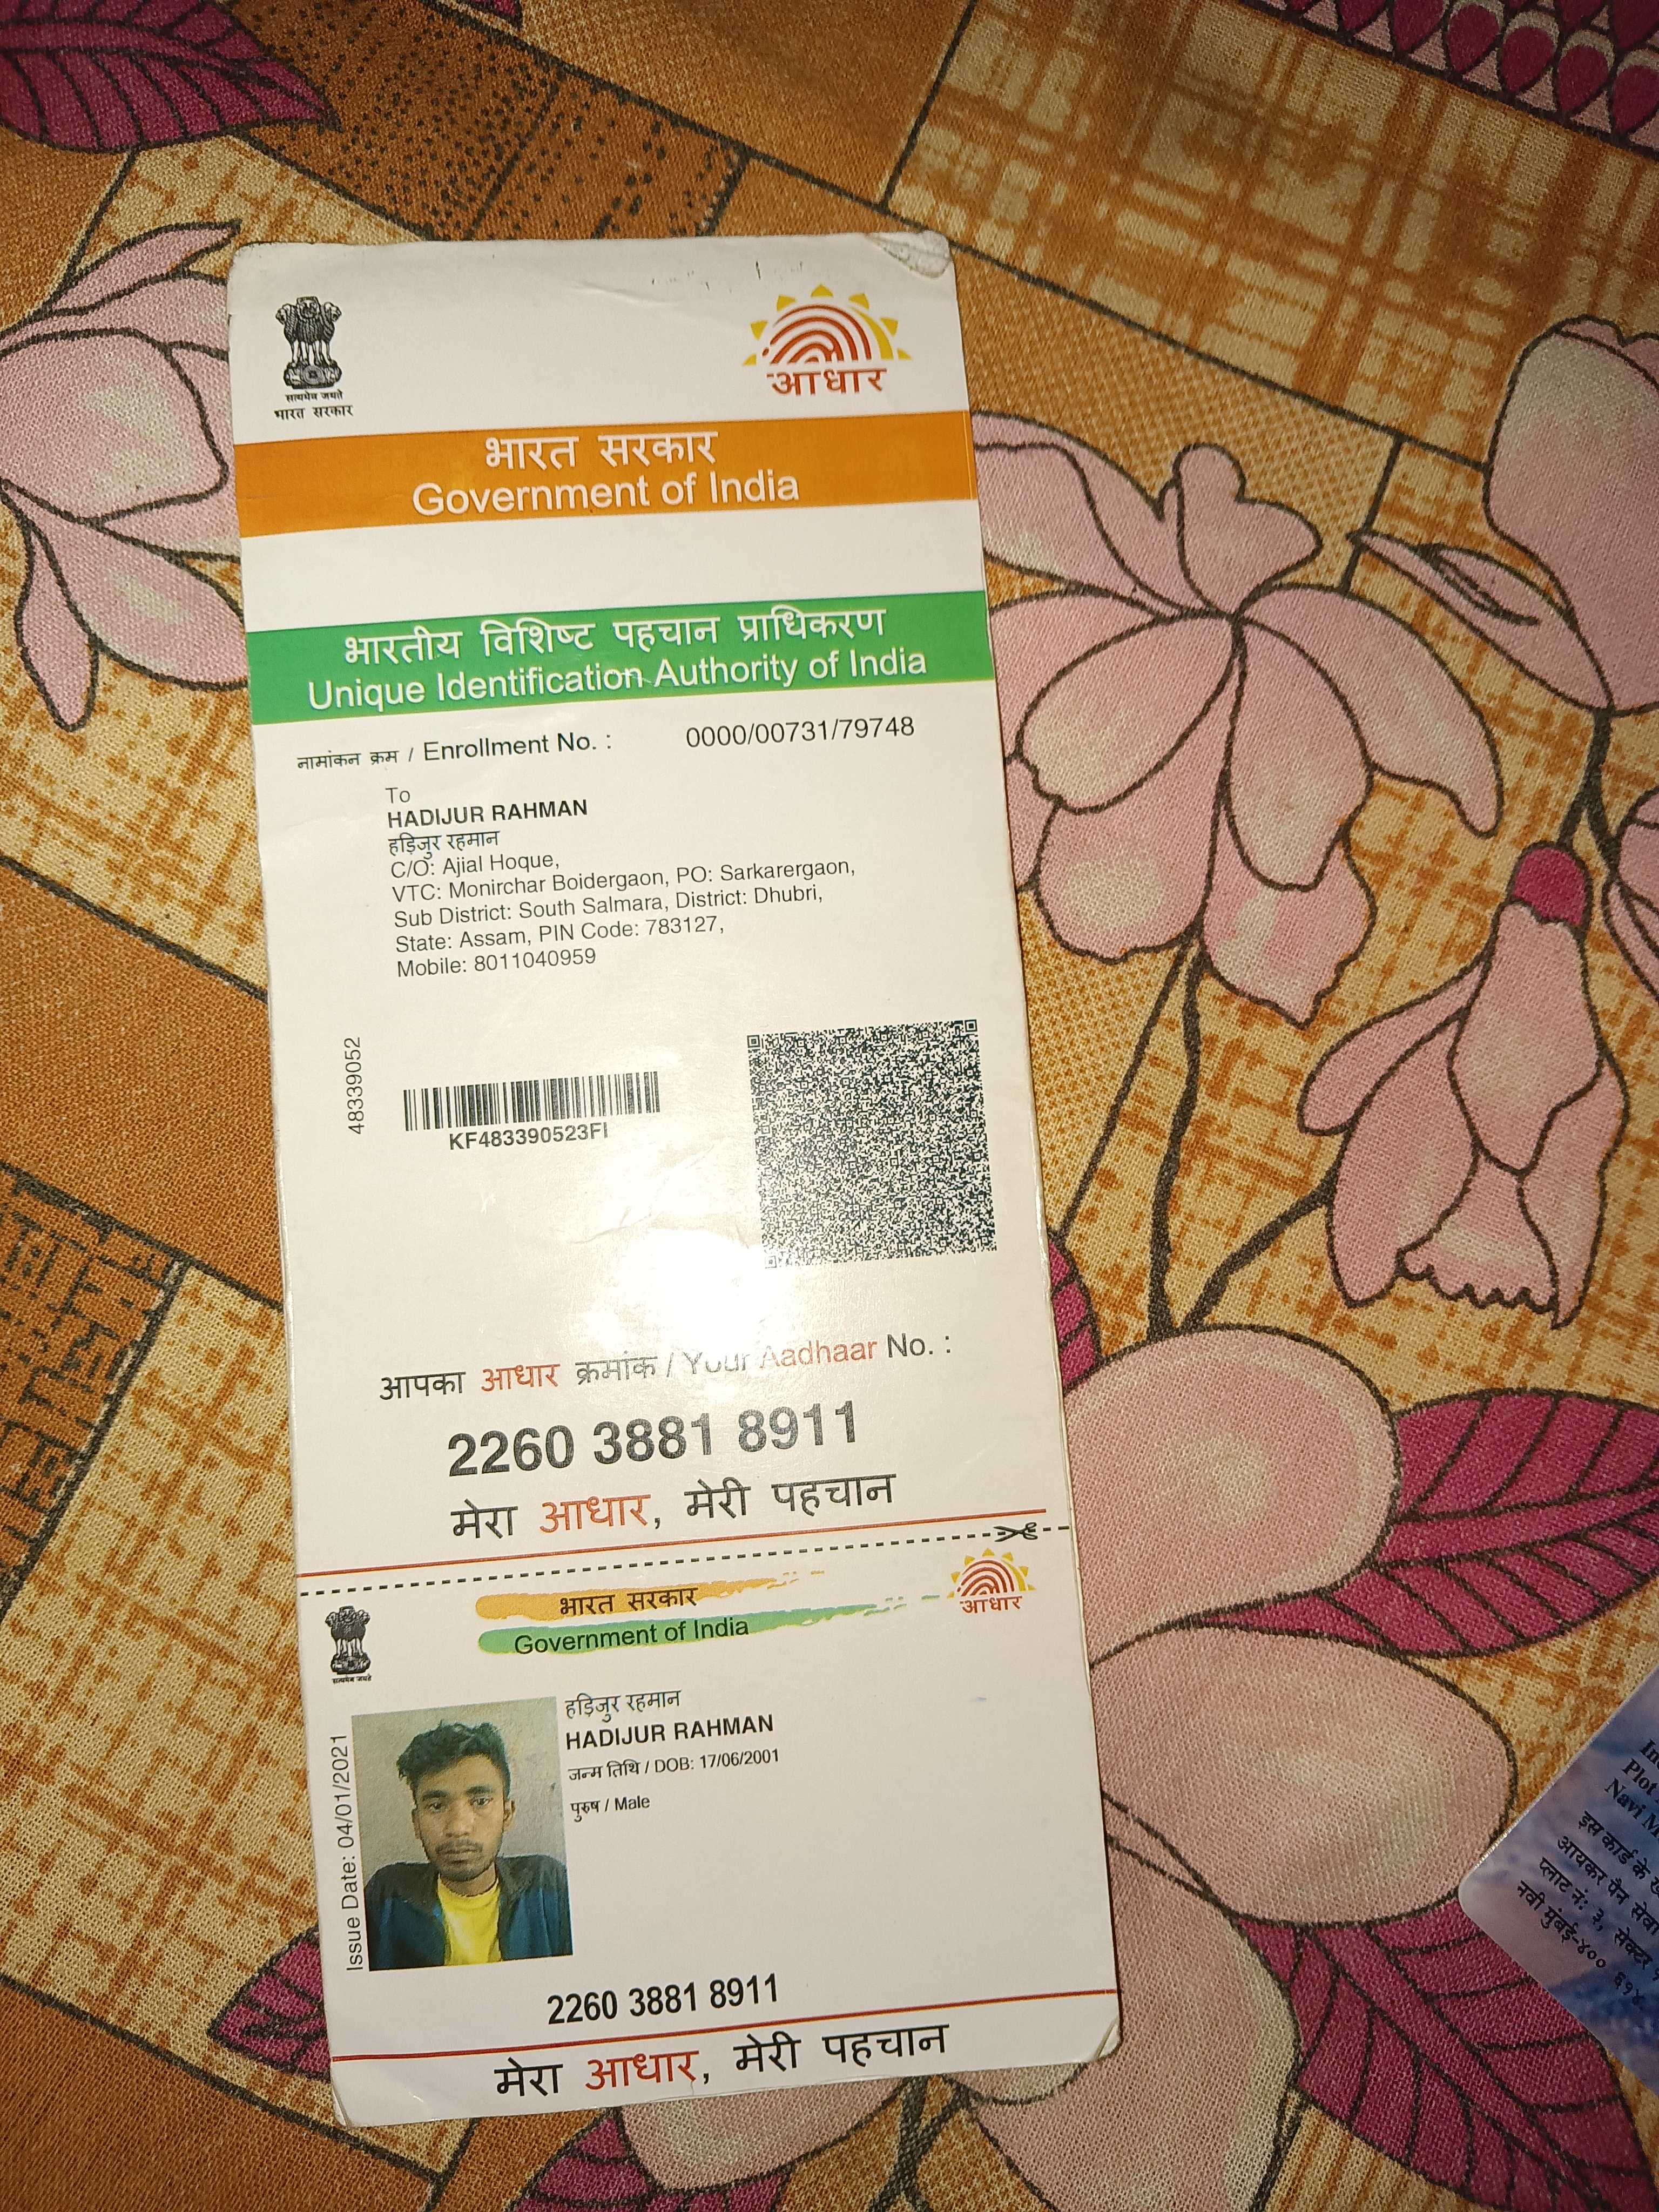 सत्यमेव जयते
भारत सरकार
आधार
भारत सरकार
Government of India
भारतीय विशिष्ट पहचान प्राधिकरण
Unique Identification Authority of India
नामांकन क्रम / Enrollment No. : 0000/00731/79748
To
HADIJUR RAHMAN
हड़िजुर रहमान
C/O: Ajial Hoque,
VTC: Monirchar Boidergaon, PO: Sarkarergaon,
Sub District: South Salmara, District: Dhubri,
State: Assam, PIN Code: 783127,
Mobile: 8011040959
48339052
KF483390523FI
आपका आधार क्रमांक / Your Aadhaar No. :
2260 3881 8911
मेरा आधार, मेरी पहचान
भारत सरकार
Government of India
आधार
सत्यमेव जयते
हड़िजुर रहमान
HADIJUR RAHMAN
जन्म तिथि / DOB: 17/06/2001
पुरुष / Male
Issue Date: 04/01/2021
2260 3881 8911
मेरा आधार, मेरी पहचान
Plot
Navi
इस कार्ड के
आयकर पैन सेवा
प्लाट नं: ३, सेक्टर
नवी मुंबई-४०० ६१४